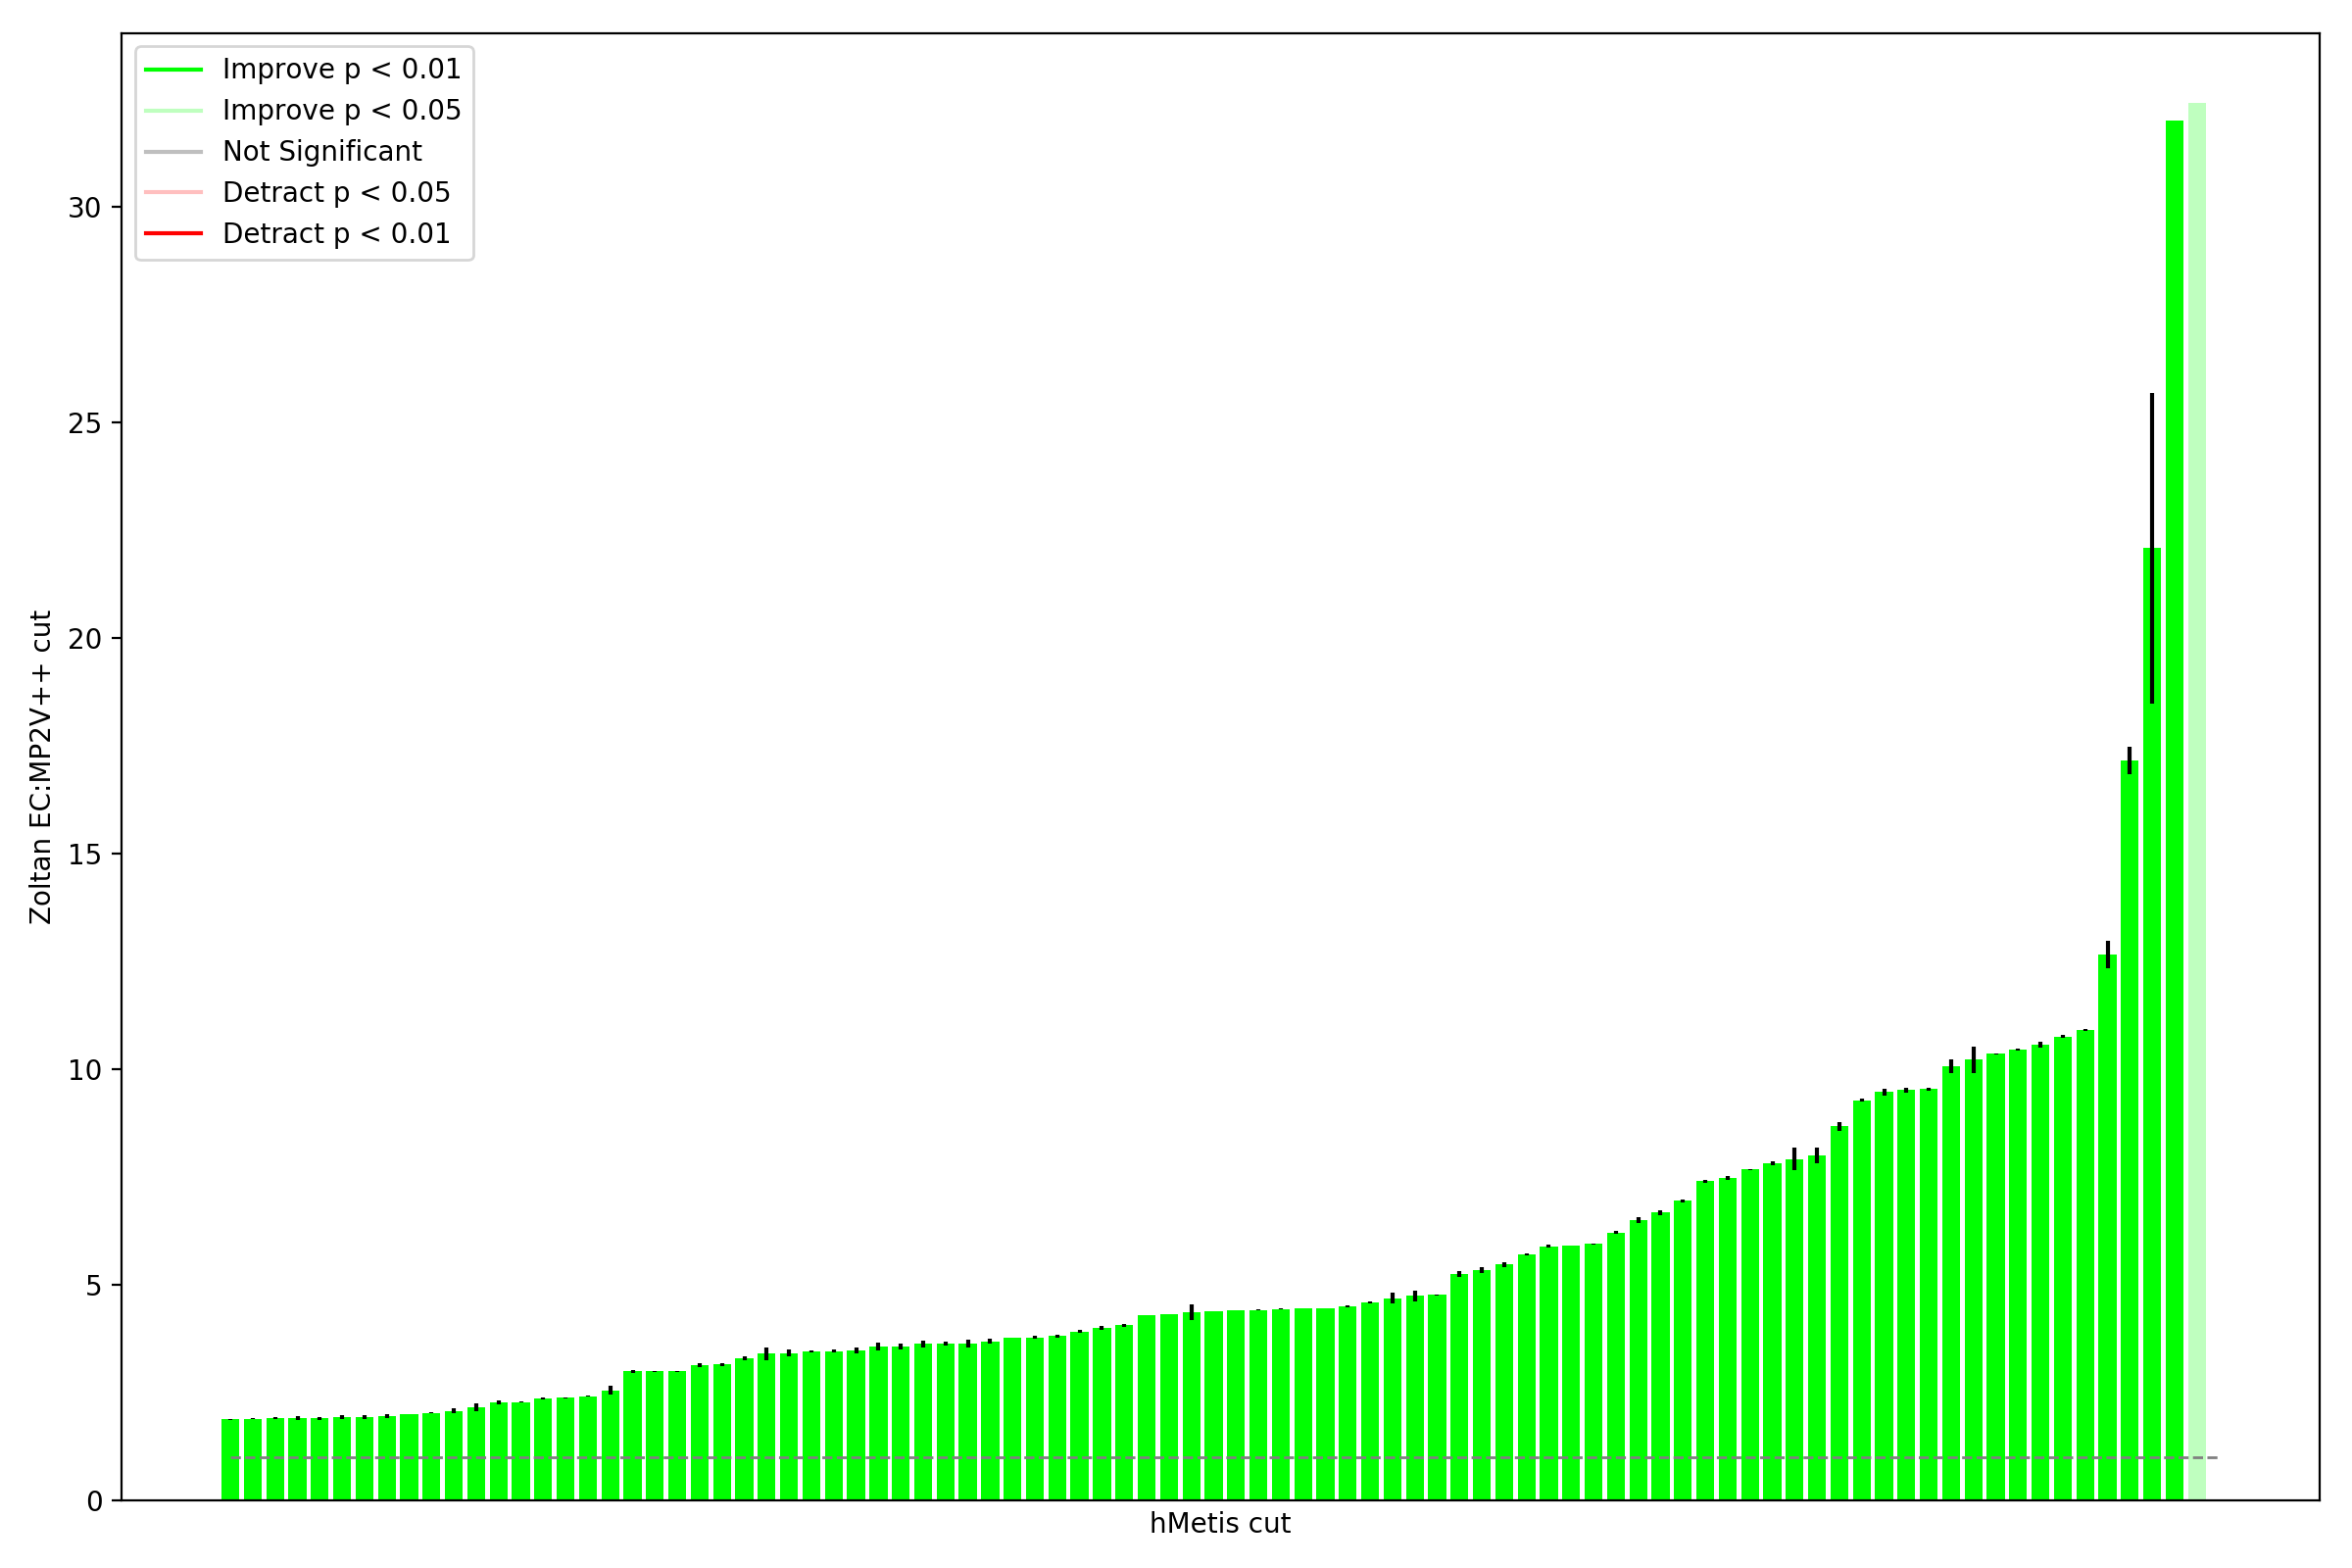 Improve p < 0.01
Improve p < 0.05
Not Significant
Detract p < 0.05
Detract p < 0.01
30
25
20
15
10
5
0
Zoltan EC:MP2V++ cut
hMetis cut